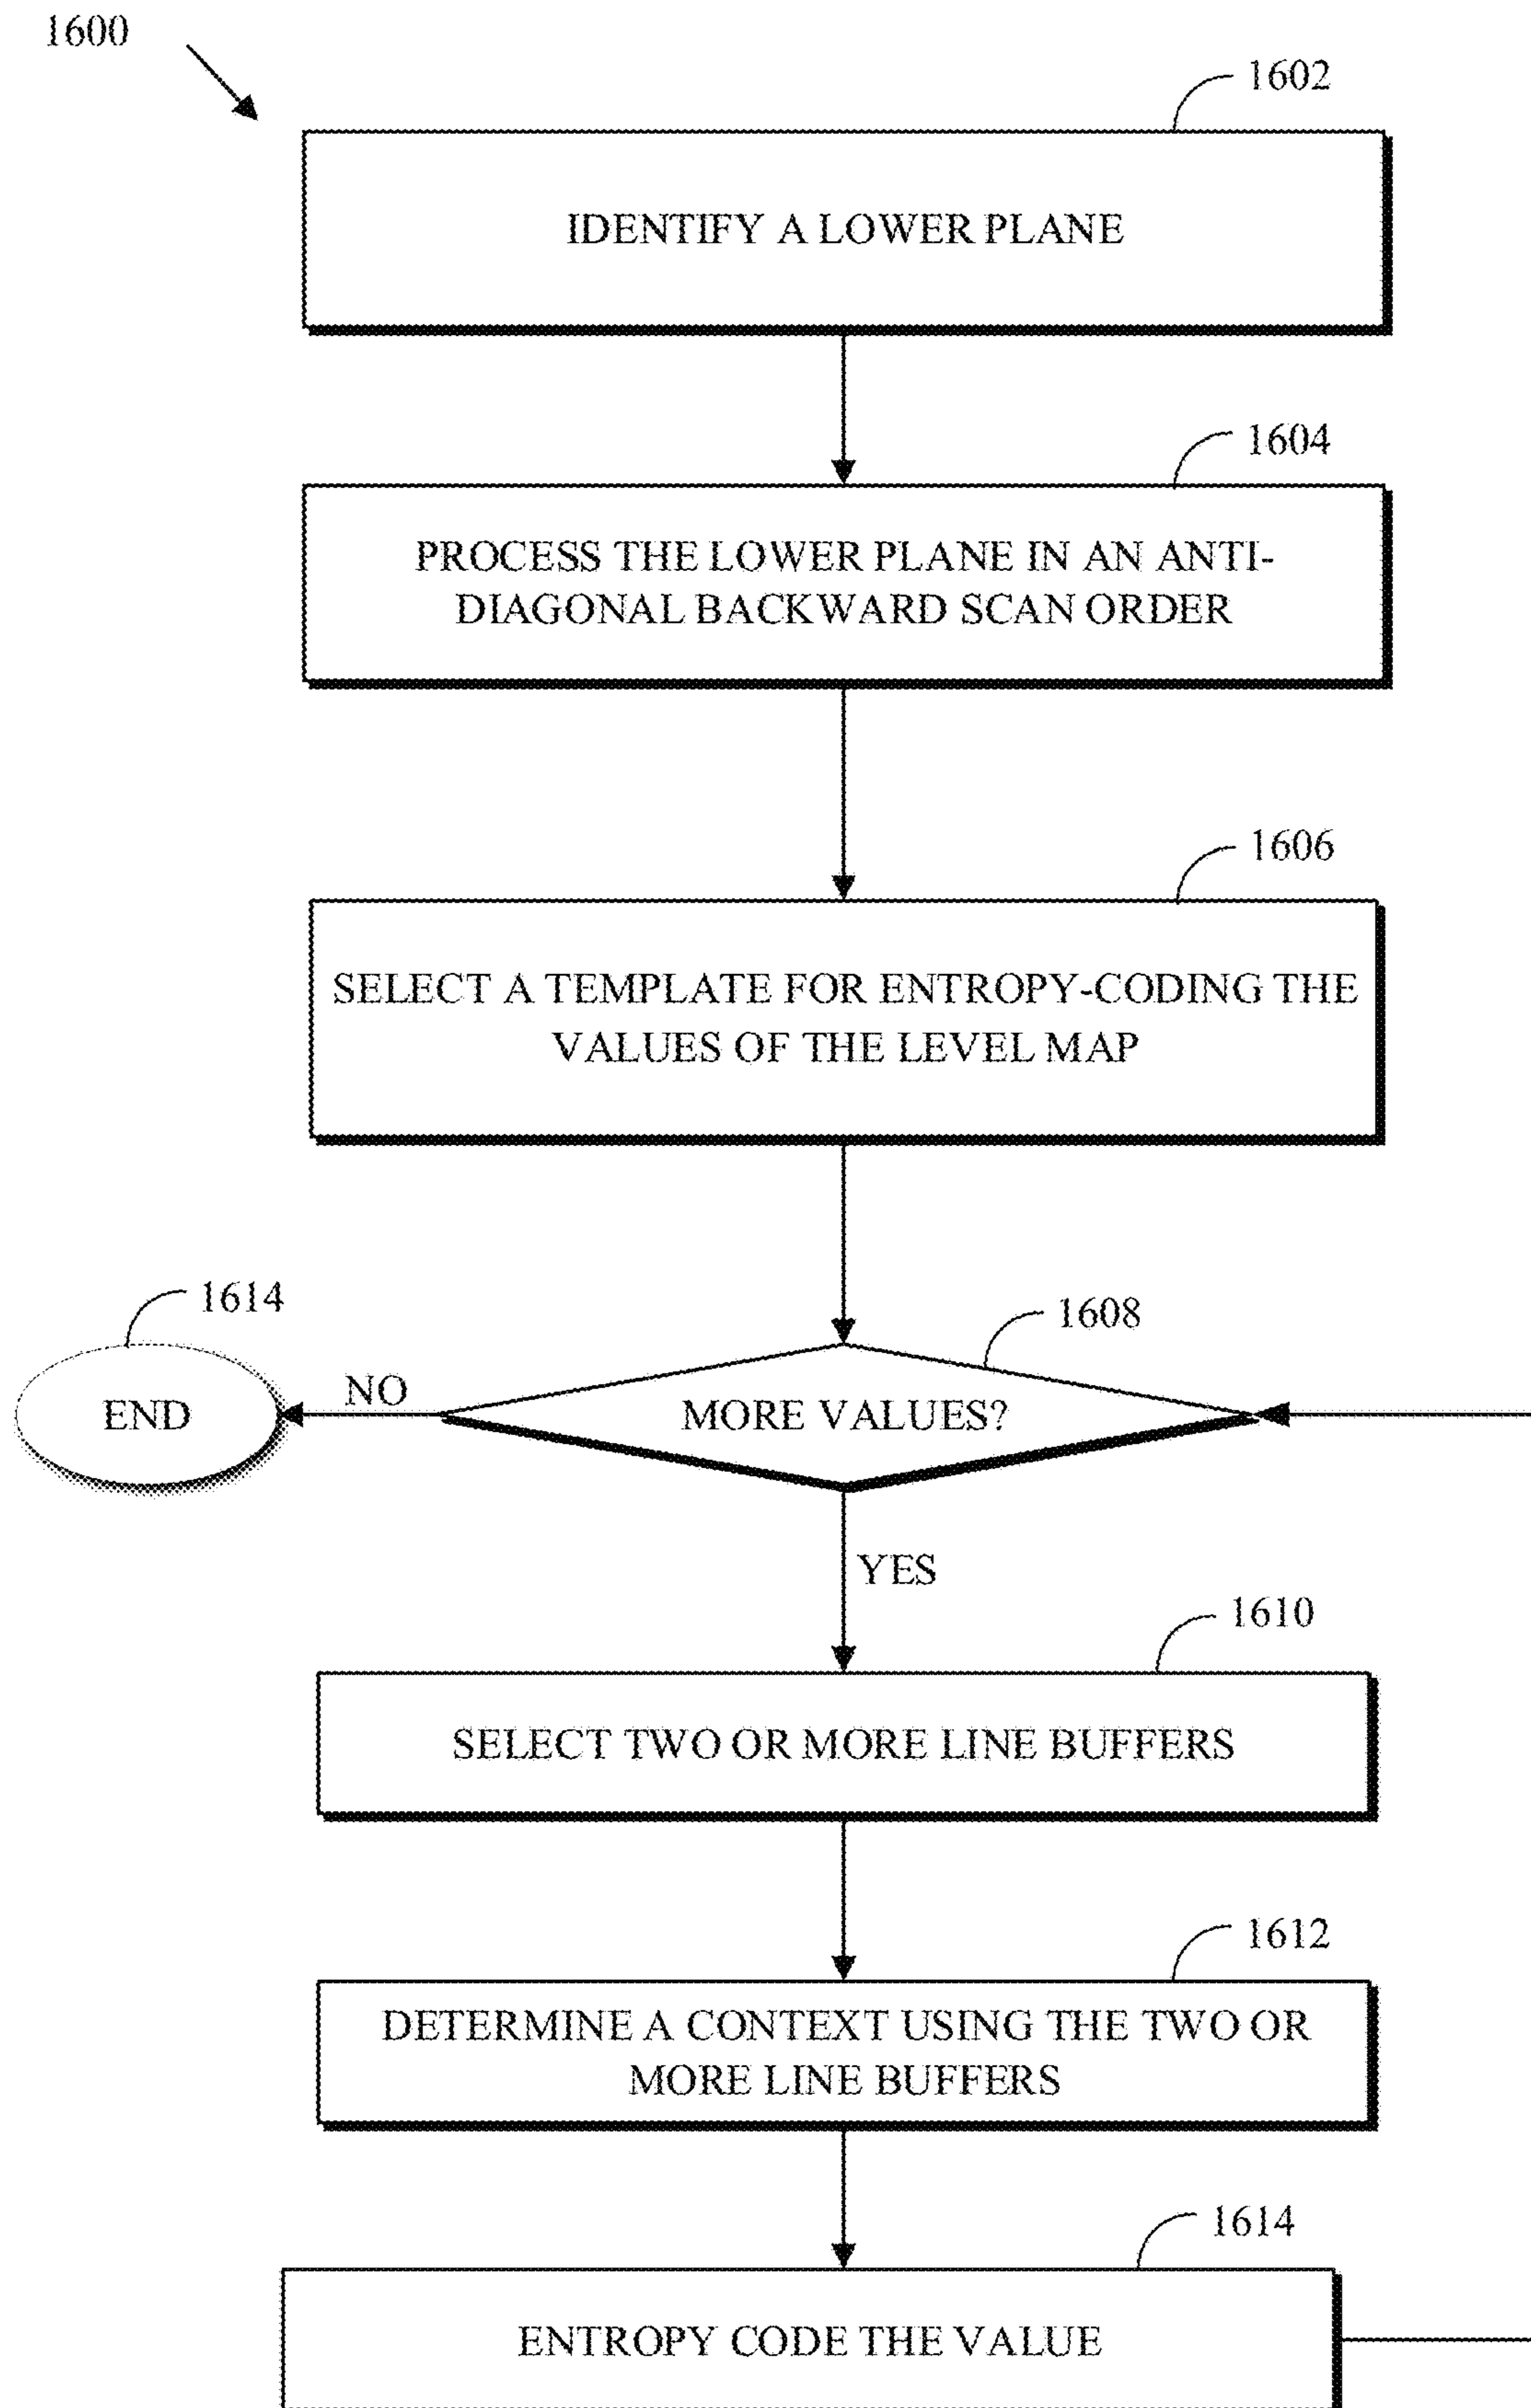 1600
1602
IDENTIFY A LOWER PLANE
1604
PROCESS THE LOWER PLANE IN AN ANTI-
DIAGONAL BACKWARD SCAN ORDER
1606
SELECT A TEMPLATE FOR ENTROPY-CODING THE
VALUES OF THE LEVEL MAP
1614
1608
END
NO
MORE VALUES?
YES
1610
SELECT TWO OR MORE LINE BUFFERS
1612
DETERMINE A CONTEXT USING THE TWO OR
MORE LINE BUFFERS
1614
ENTROPY CODE THE VALUE